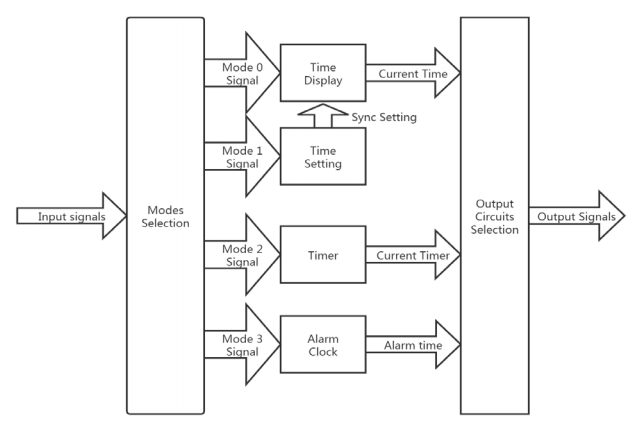 Input signals
Modes
Selection
Mode 0
Signal
Time
Display
Current Time
Sync Setting
Mode 1
Signal
Time
Setting
Mode 2
Signal
Timer
Current Timer
Mode 3
Signal
Alarm
Clock
Alarm time
Output
Circuits
Selection
Output Signals